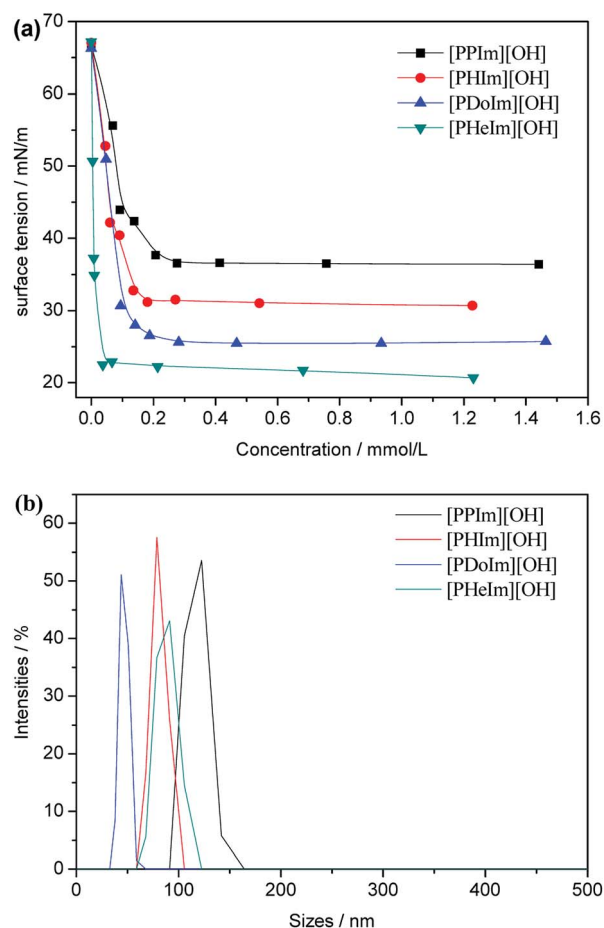 (a)
70
60
50
40
30
20
surface tension / mN/m
[PPIm][OH]
[PHIm][OH]
[PDoIm][OH]
[PHeIm][OH]
0.0 0.2 0.4 0.6 0.8 1.0 1.2 1.4 1.6
Concentration / mmol/L
(b)
60
50
40
30
20
10
0
Intensities / %
[PPIm][OH]
[PHIm][OH]
[PDoIm][OH]
[PHeIm][OH]
0 100 200 300 400 500
Sizes / nm